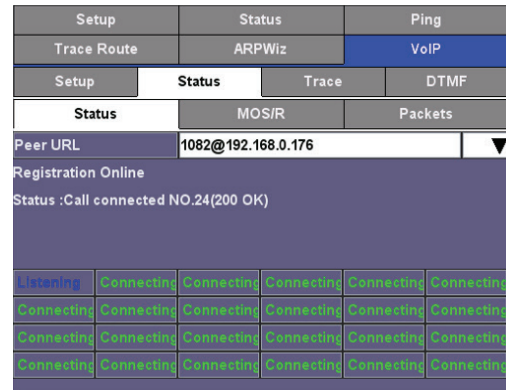 Setup Status Ping
Trace Route ARPWiz VoIP
Setup Status Trace DTMF
Status MOS/R Packets
Peer URL 1082@192.168.0.176 ▼
Registration Online
Status :Call connected NO.24(200 OK)
Listening Connecting Connecting Connecting Connecting Connecting
Connecting Connecting Connecting Connecting Connecting Connecting
Connecting Connecting Connecting Connecting Connecting Connecting
Connecting Connecting Connecting Connecting Connecting Connecting